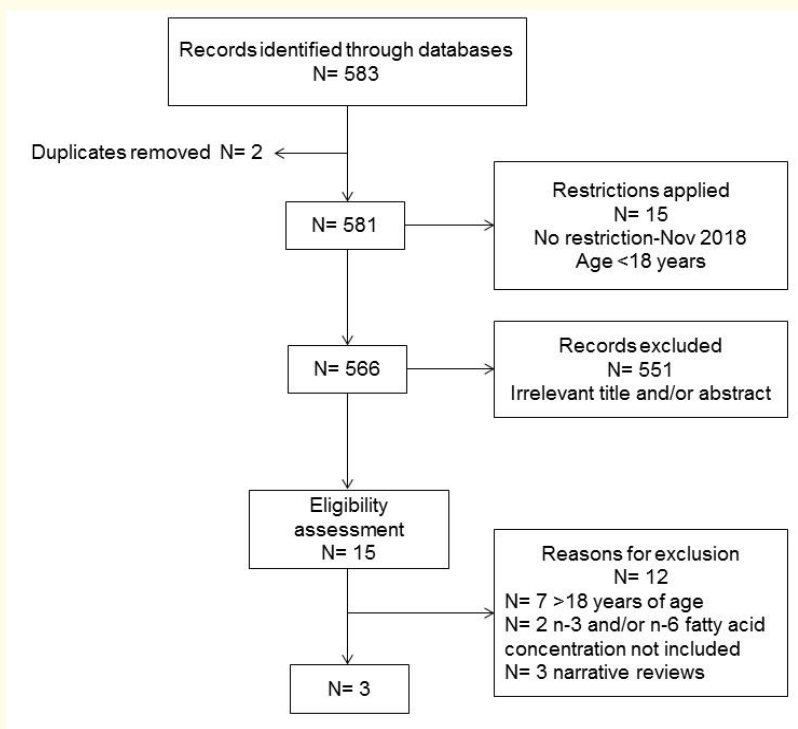 Records identified through databases
N= 583
Duplicates removed N= 2
N= 581
Restrictions applied
N= 15
No restriction-Nov 2018
Age <18 years
N= 566
Records excluded
N= 551
Irrelevant title and/or abstract
Eligibility
assessment
N= 15
Reasons for exclusion
N= 12
N= 7 >18 years of age
N= 2 n-3 and/or n-6 fatty acid
concentration not included
N= 3 narrative reviews
N= 3